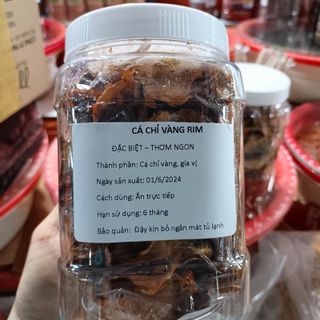 CÁ CHỈ VÀNG RIM
ĐẶC BIỆT – THƠM NGON
Thành phần: Cá chỉ vàng, gia vị
Ngày sản xuất: 01/6/2024
Cách dùng: Ăn trực tiếp
Hạn sử dụng: 6 tháng
Bảo quản: Đậy kín bỏ ngăn mát tủ lạnh